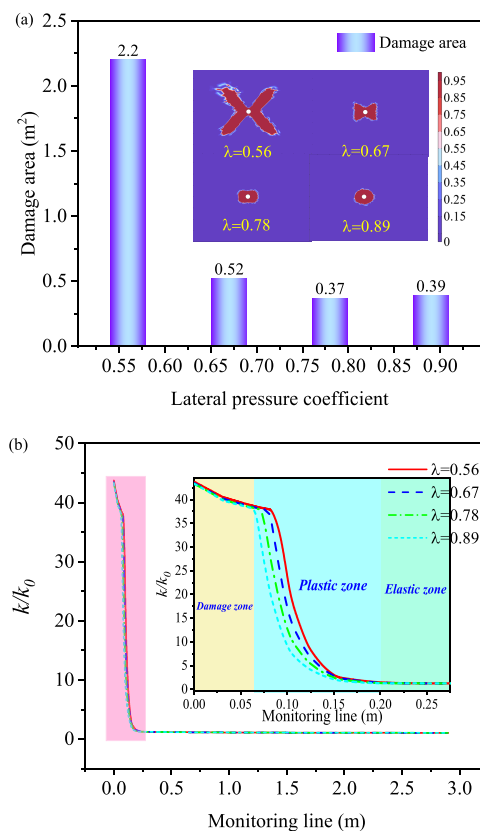 (a)
Damage area
2.5
2.0
1.5
1.0
0.5
0.0
Damage area (m²)
2.2
0.52
0.37
0.39
λ=0.56
λ=0.67
λ=0.78
λ=0.89
0.95
0.85
0.75
0.65
0.55
0.45
0.35
0.25
0.15
0
0.55 0.60 0.65 0.70 0.75 0.80 0.85 0.90
Lateral pressure coefficient
(b)
50
40
30
20
10
0
k/k₀
λ=0.56
λ=0.67
λ=0.78
λ=0.89
40
35
30
25
20
15
10
5
0
k/k₀
Damage zone
Plastic zone
Elastic zone
0.00 0.05 0.10 0.15 0.20 0.25
Monitoring line (m)
0.0 0.5 1.0 1.5 2.0 2.5 3.0
Monitoring line (m)